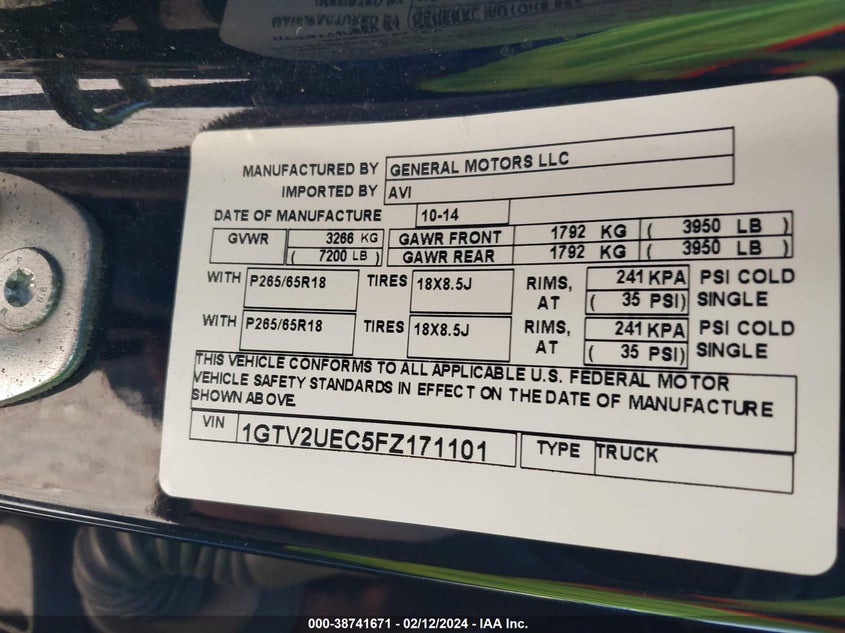 MANUFACTURED BY GENERAL MOTORS LLC
IMPORTED BY AVI
DATE OF MANUFACTURE 10-14
GVWR 3266 KG GAWR FRONT 1792 KG ( 3950 LB )
( 7200 LB ) GAWR REAR 1792 KG ( 3950 LB )
WITH P265/65R18 TIRES 18X8.5J RIMS, 241 KPA PSI COLD
AT ( 35 PSI) SINGLE
WITH P265/65R18 TIRES 18X8.5J RIMS, 241 KPA PSI COLD
AT ( 35 PSI) SINGLE
THIS VEHICLE CONFORMS TO ALL APPLICABLE U.S. FEDERAL MOTOR
VEHICLE SAFETY STANDARDS IN EFFECT ON THE DATE OF MANUFACTURE
SHOWN ABOVE.
VIN 1GTV2UEC5FZ171101 TYPE TRUCK
000-38741671 - 02/12/2024 - IAA Inc.